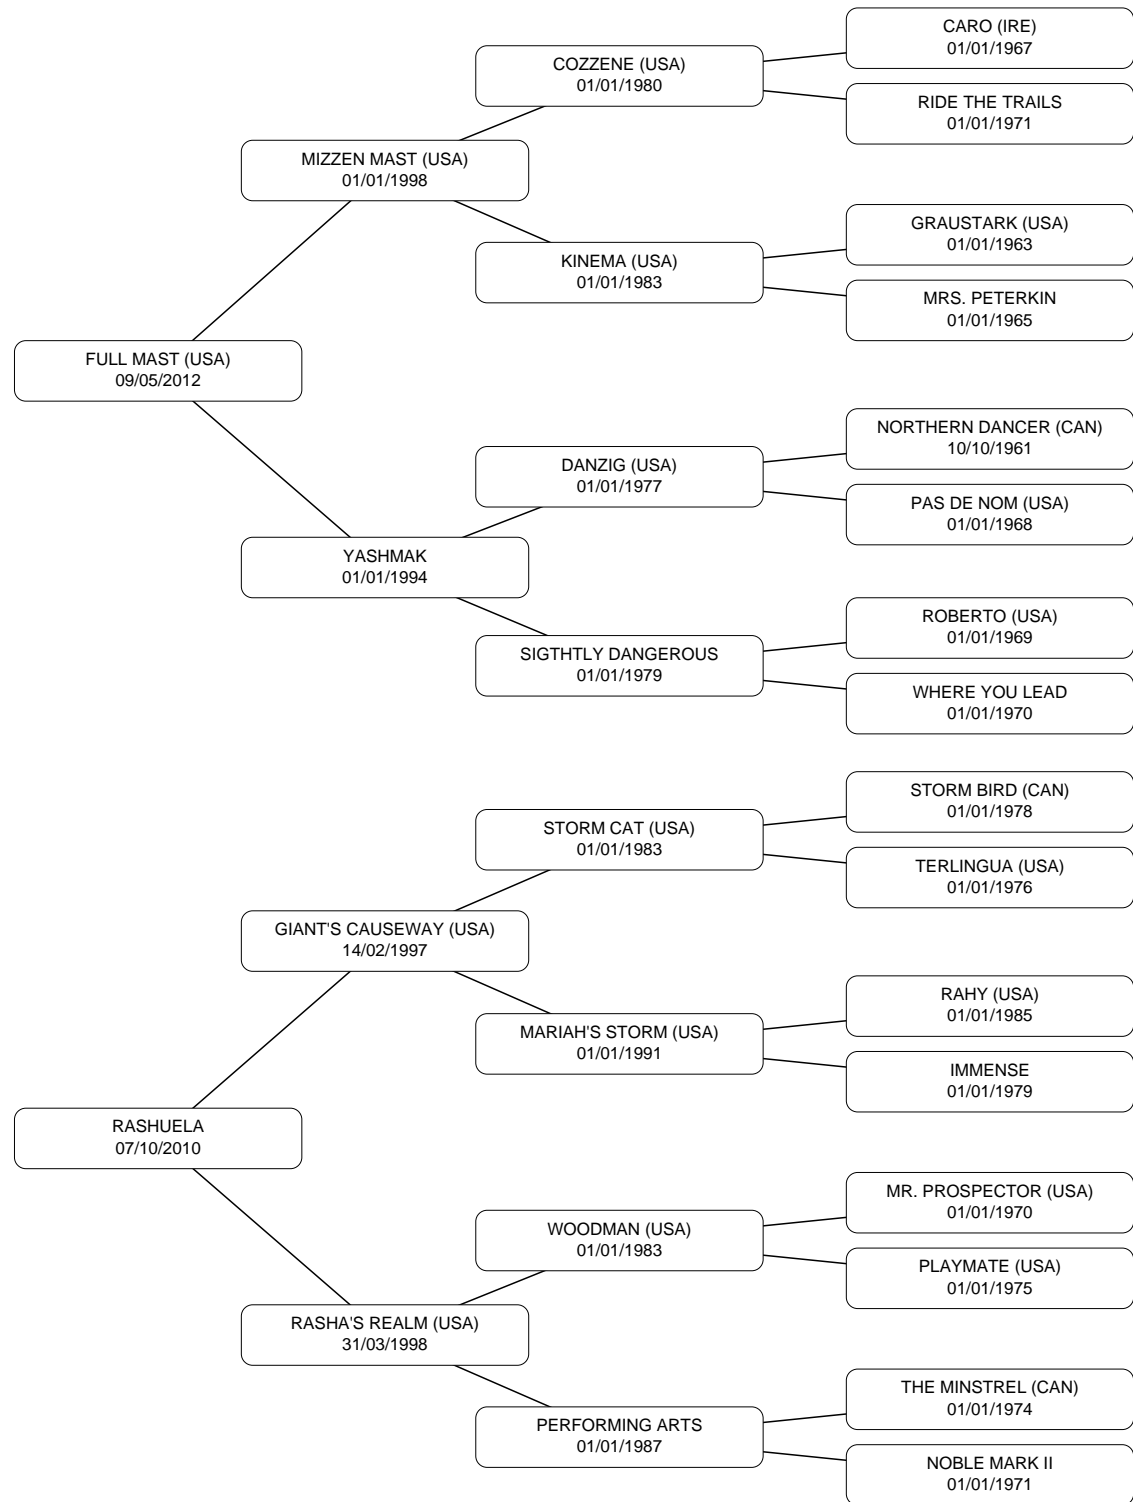 CARO (IRE)
01/01/1967
COZZENE (USA)
01/01/1980
RIDE THE TRAILS
01/01/1971
MIZZEN MAST (USA)
01/01/1998
GRAUSTARK (USA)
01/01/1963
KINEMA (USA)
01/01/1983
MRS. PETERKIN
01/01/1965
FULL MAST (USA)
09/05/2012
NORTHERN DANCER (CAN)
10/10/1961
DANZIG (USA)
01/01/1977
PAS DE NOM (USA)
01/01/1968
YASHMAK
01/01/1994
ROBERTO (USA)
01/01/1969
SIGTHTLY DANGEROUS
01/01/1979
WHERE YOU LEAD
01/01/1970
STORM BIRD (CAN)
01/01/1978
STORM CAT (USA)
01/01/1983
TERLINGUA (USA)
01/01/1976
GIANT'S CAUSEWAY (USA)
14/02/1997
RAHY (USA)
01/01/1985
MARIAH'S STORM (USA)
01/01/1991
IMMENSE
01/01/1979
RASHUELA
07/10/2010
MR. PROSPECTOR (USA)
01/01/1970
WOODMAN (USA)
01/01/1983
PLAYMATE (USA)
01/01/1975
RASHA'S REALM (USA)
31/03/1998
THE MINSTREL (CAN)
01/01/1974
PERFORMING ARTS
01/01/1987
NOBLE MARK II
01/01/1971